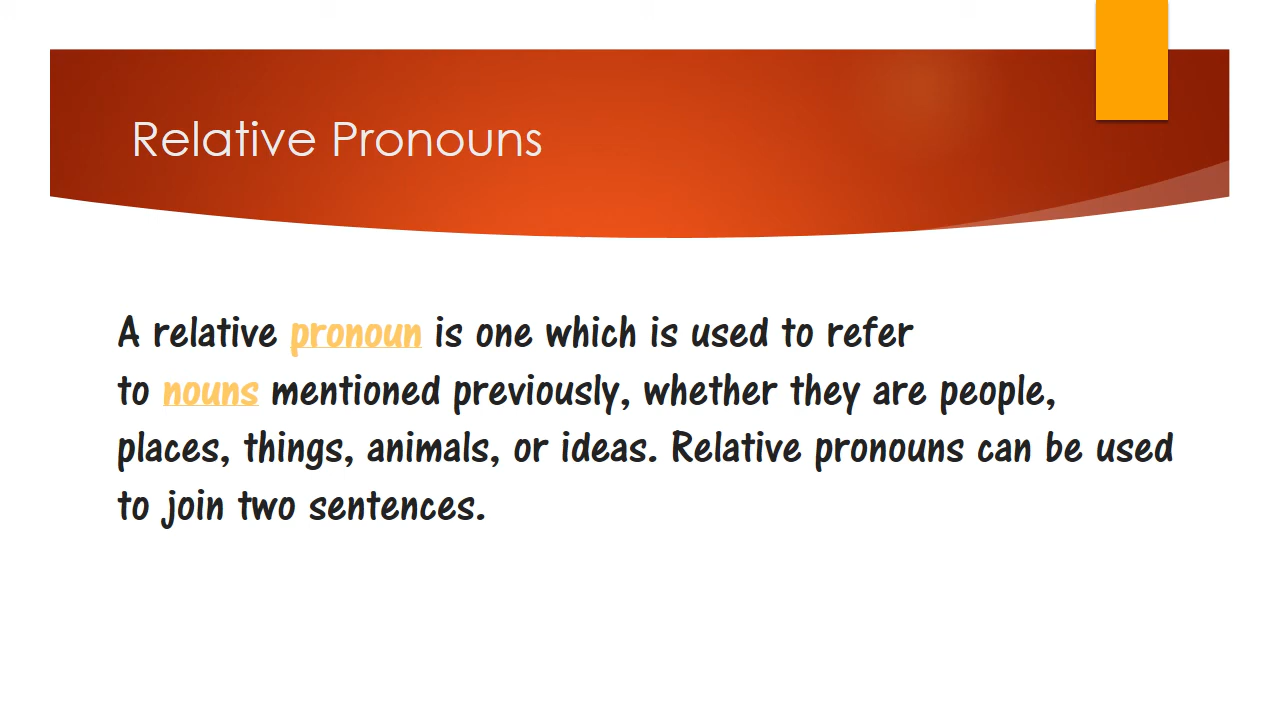 Relative Pronouns
A relative pronoun is one which is used to refer
to nouns mentioned previously, whether they are people,
places, things, animals, or ideas. Relative pronouns can be used
to join two sentences.